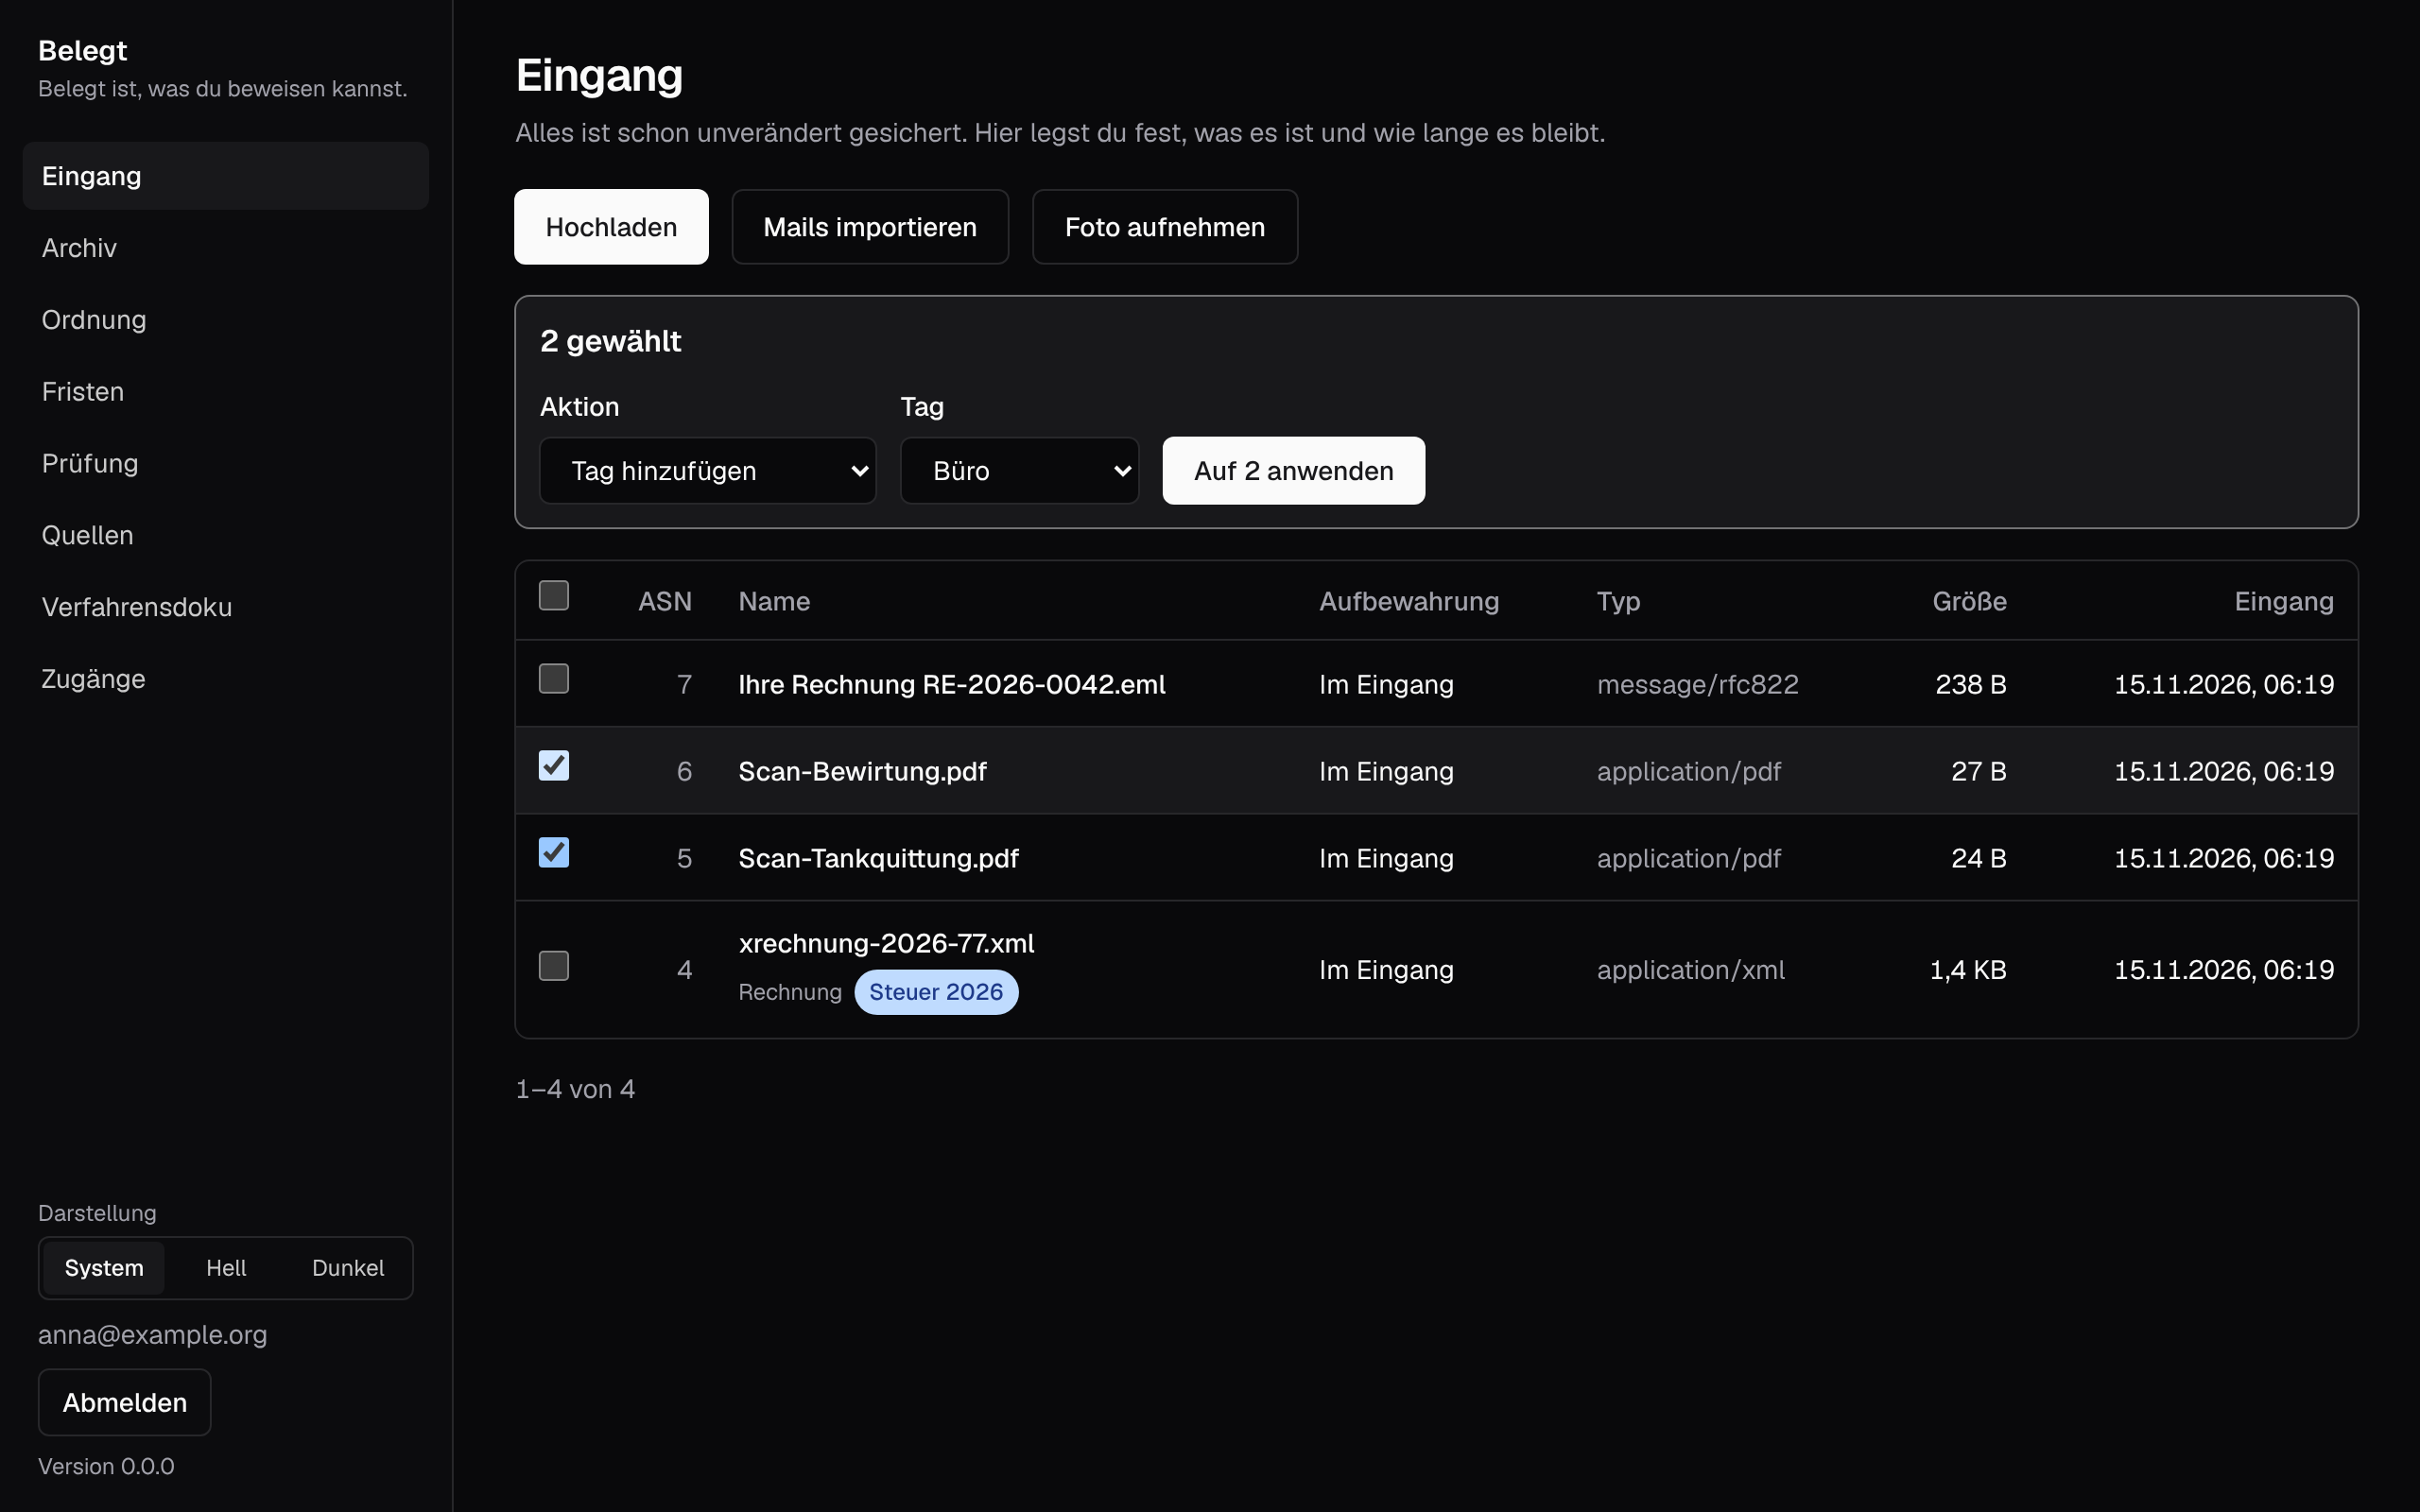 Belegt
Belegt ist, was du beweisen kannst.
Eingang
Archiv
Ordnung
Fristen
Prüfung
Quellen
Verfahrensdoku
Zugänge
Darstellung
System Hell Dunkel
anna@example.org
Abmelden
Version 0.0.0
Eingang
Alles ist schon unverändert gesichert. Hier legst du fest, was es ist und wie lange es bleibt.
Hochladen Mails importieren Foto aufnehmen
2 gewählt
Aktion Tag
Tag hinzufügen Büro Auf 2 anwenden
ASN Name Aufbewahrung Typ Größe Eingang
7 Ihre Rechnung RE-2026-0042.eml Im Eingang message/rfc822 238 B 15.11.2026, 06:19
6 Scan-Bewirtung.pdf Im Eingang application/pdf 27 B 15.11.2026, 06:19
5 Scan-Tankquittung.pdf Im Eingang application/pdf 24 B 15.11.2026, 06:19
4 xrechnung-2026-77.xml Im Eingang application/xml 1,4 KB 15.11.2026, 06:19
Rechnung Steuer 2026
1–4 von 4